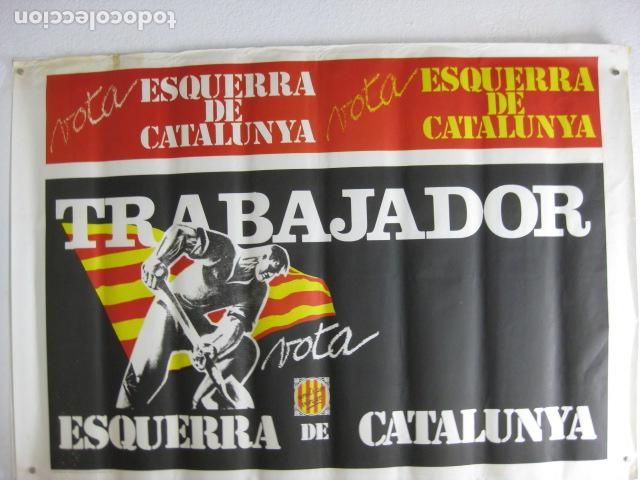 todocoleccion
vota ESQUERRA DE CATALUNYA
vota ESQUERRA DE CATALUNYA
TRABAJADOR
vota
ESQUERRA DE CATALUNYA